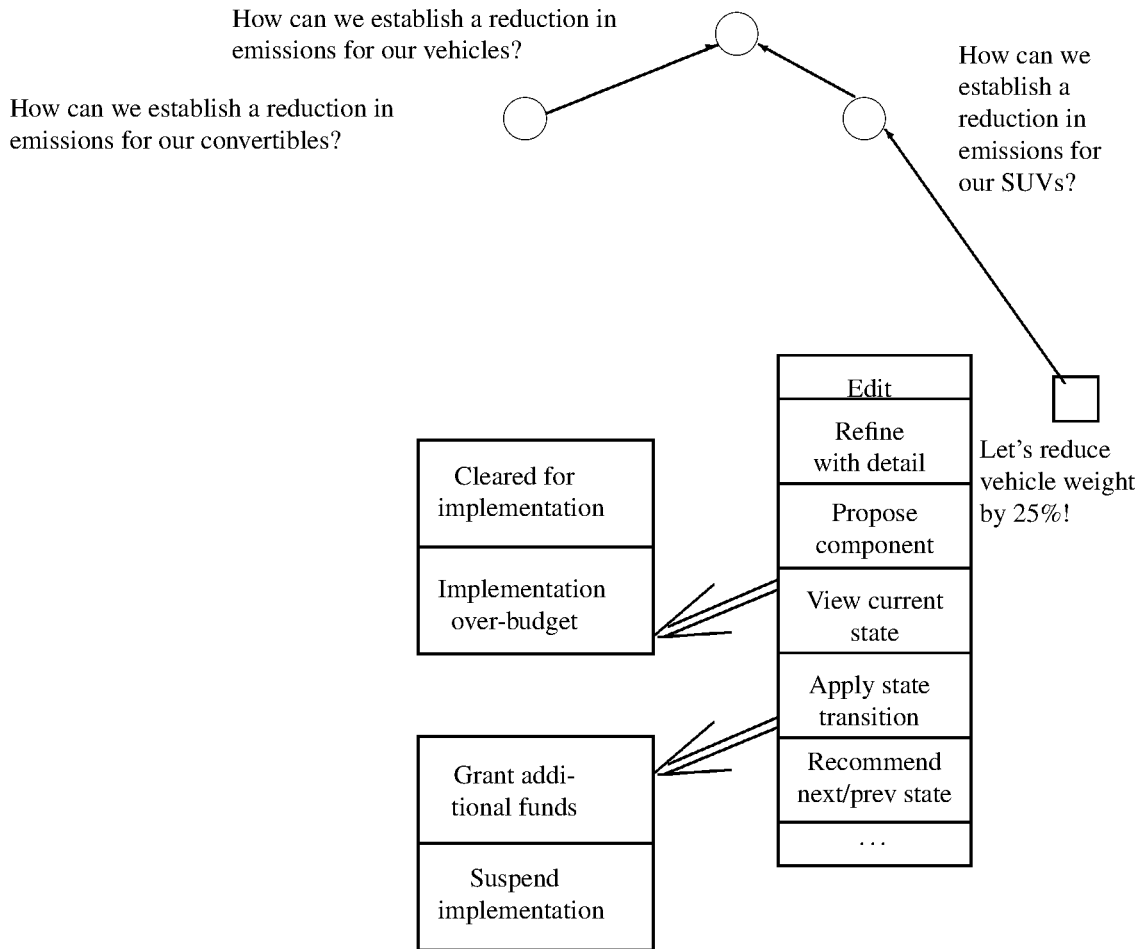 How can we establish a reduction in
emissions for our vehicles?
How can we establish a reduction in
emissions for our convertibles?
How can we
establish a
reduction in
emissions for
our SUVs?
Let's reduce
vehicle weight
by 25%!
Edit
Refine
with detail
Propose
component
View current
state
Apply state
transition
Recommend
next/prev state
...
Cleared for
implementation
Implementation
over-budget
Grant addi-
tional funds
Suspend
implementation